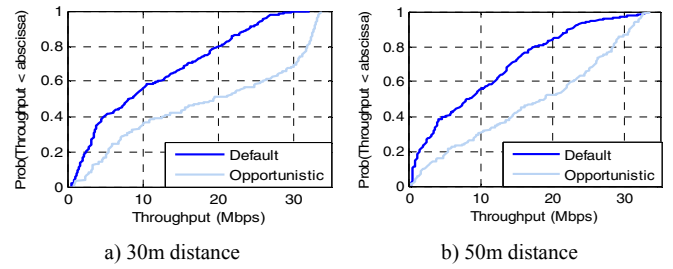 Prob(Throughput < abscissa)
1
0.8
0.6
0.4
0.2
0
0 10 20 30
Throughput (Mbps)
Default
Opportunistic
a) 30m distance
Prob(Throughput < abscissa)
1
0.8
0.6
0.4
0.2
0
0 10 20 30
Throughput (Mbps)
Default
Opportunistic
b) 50m distance